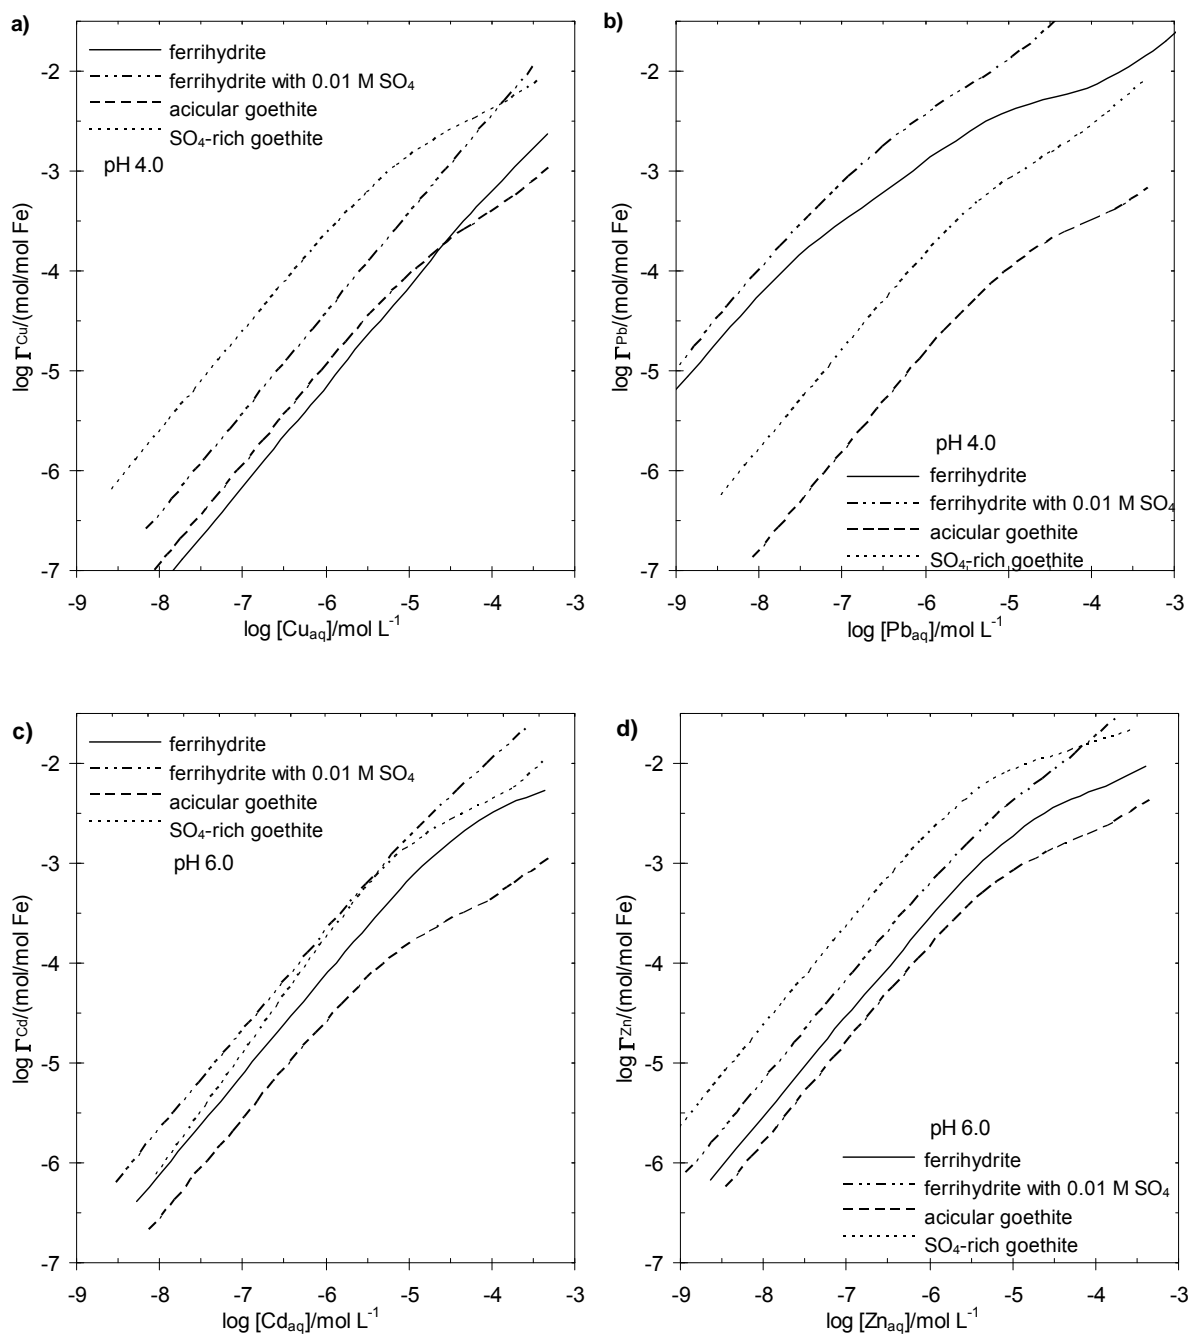 a)
ferrihydrite
ferrihydrite with 0.01 M SO₄
acicular goethite
SO₄-rich goethite
pH 4.0
log Γ^Cu/(mol/mol Fe)
-2
-3
-4
-5
-6
-7
-9 -8 -7 -6 -5 -4 -3
log [Cu_aq]/mol L⁻¹
b)
log Γ^Pb/(mol/mol Fe)
-2
-3
-4
-5
-6
-7
pH 4.0
ferrihydrite
ferrihydrite with 0.01 M SO₄
acicular goethite
SO₄-rich goethite
-9 -8 -7 -6 -5 -4 -3
log [Pb_aq]/mol L⁻¹
c)
ferrihydrite
ferrihydrite with 0.01 M SO₄
acicular goethite
SO₄-rich goethite
pH 6.0
log Γ^Cd/(mol/mol Fe)
-2
-3
-4
-5
-6
-7
-9 -8 -7 -6 -5 -4 -3
log [Cd_aq]/mol L⁻¹
d)
log Γ^Zn/(mol/mol Fe)
-2
-3
-4
-5
-6
-7
pH 6.0
ferrihydrite
ferrihydrite with 0.01 M SO₄
acicular goethite
SO₄-rich goethite
-9 -8 -7 -6 -5 -4 -3
log [Zn_aq]/mol L⁻¹